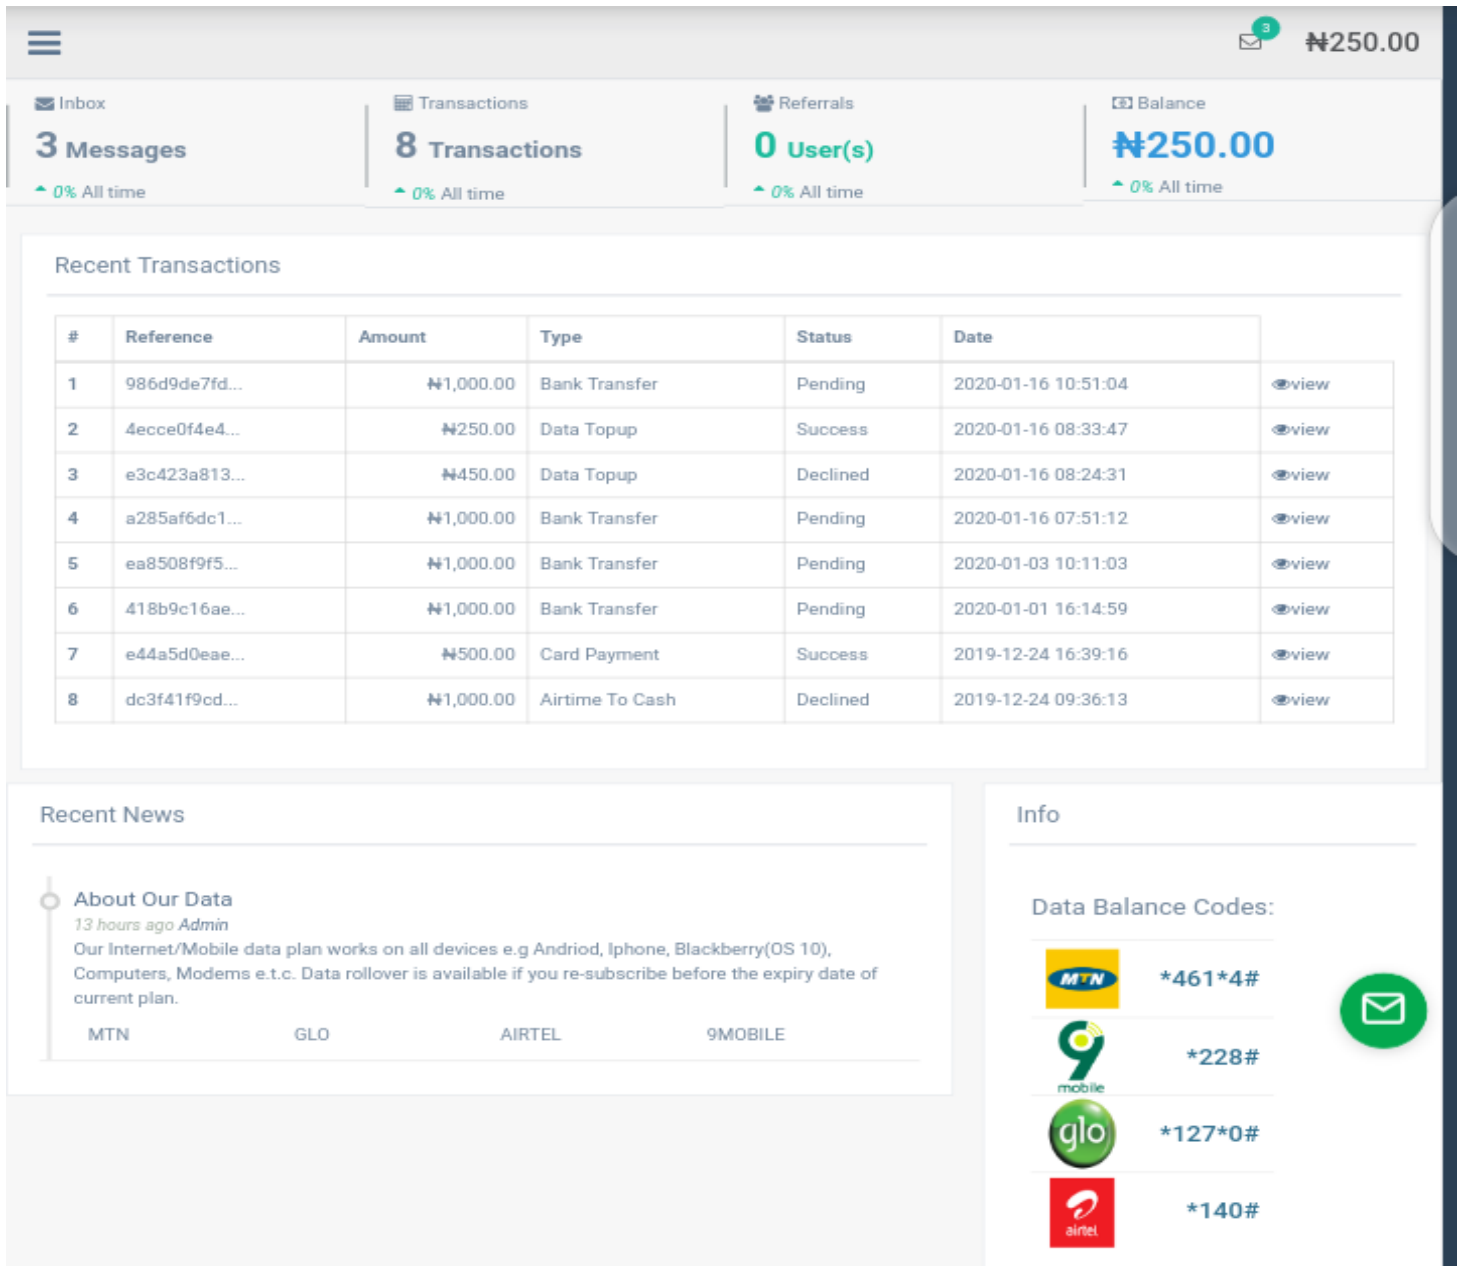 3 ₦250.00
Inbox Transactions Referrals Balance
3 Messages 8 Transactions 0 User(s) ₦250.00
0% All time 0% All time 0% All time 0% All time
Recent Transactions
# Reference Amount Type Status Date
1 986d9de7fd... ₦1,000.00 Bank Transfer Pending 2020-01-16 10:51:04 view
2 4ecce0f4e4... ₦250.00 Data Topup Success 2020-01-16 08:33:47 view
3 e3c423a813... ₦450.00 Data Topup Declined 2020-01-16 08:24:31 view
4 a285af6dc1... ₦1,000.00 Bank Transfer Pending 2020-01-16 07:51:12 view
5 ea8508f9f5... ₦1,000.00 Bank Transfer Pending 2020-01-03 10:11:03 view
6 418b9c16ae... ₦1,000.00 Bank Transfer Pending 2020-01-01 16:14:59 view
7 e44a5d0eae... ₦500.00 Card Payment Success 2019-12-24 16:39:16 view
8 dc3f41f9cd... ₦1,000.00 Airtime To Cash Declined 2019-12-24 09:36:13 view
Recent News
About Our Data
13 hours ago Admin
Our Internet/Mobile data plan works on all devices e.g Andriod, Iphone, Blackberry(OS 10),
Computers, Modems e.t.c. Data rollover is available if you re-subscribe before the expiry date of
current plan.
MTN GLO AIRTEL 9MOBILE
Info
Data Balance Codes:
MTN *461*4#
9 mobile *228#
glo *127*0#
airtel *140#